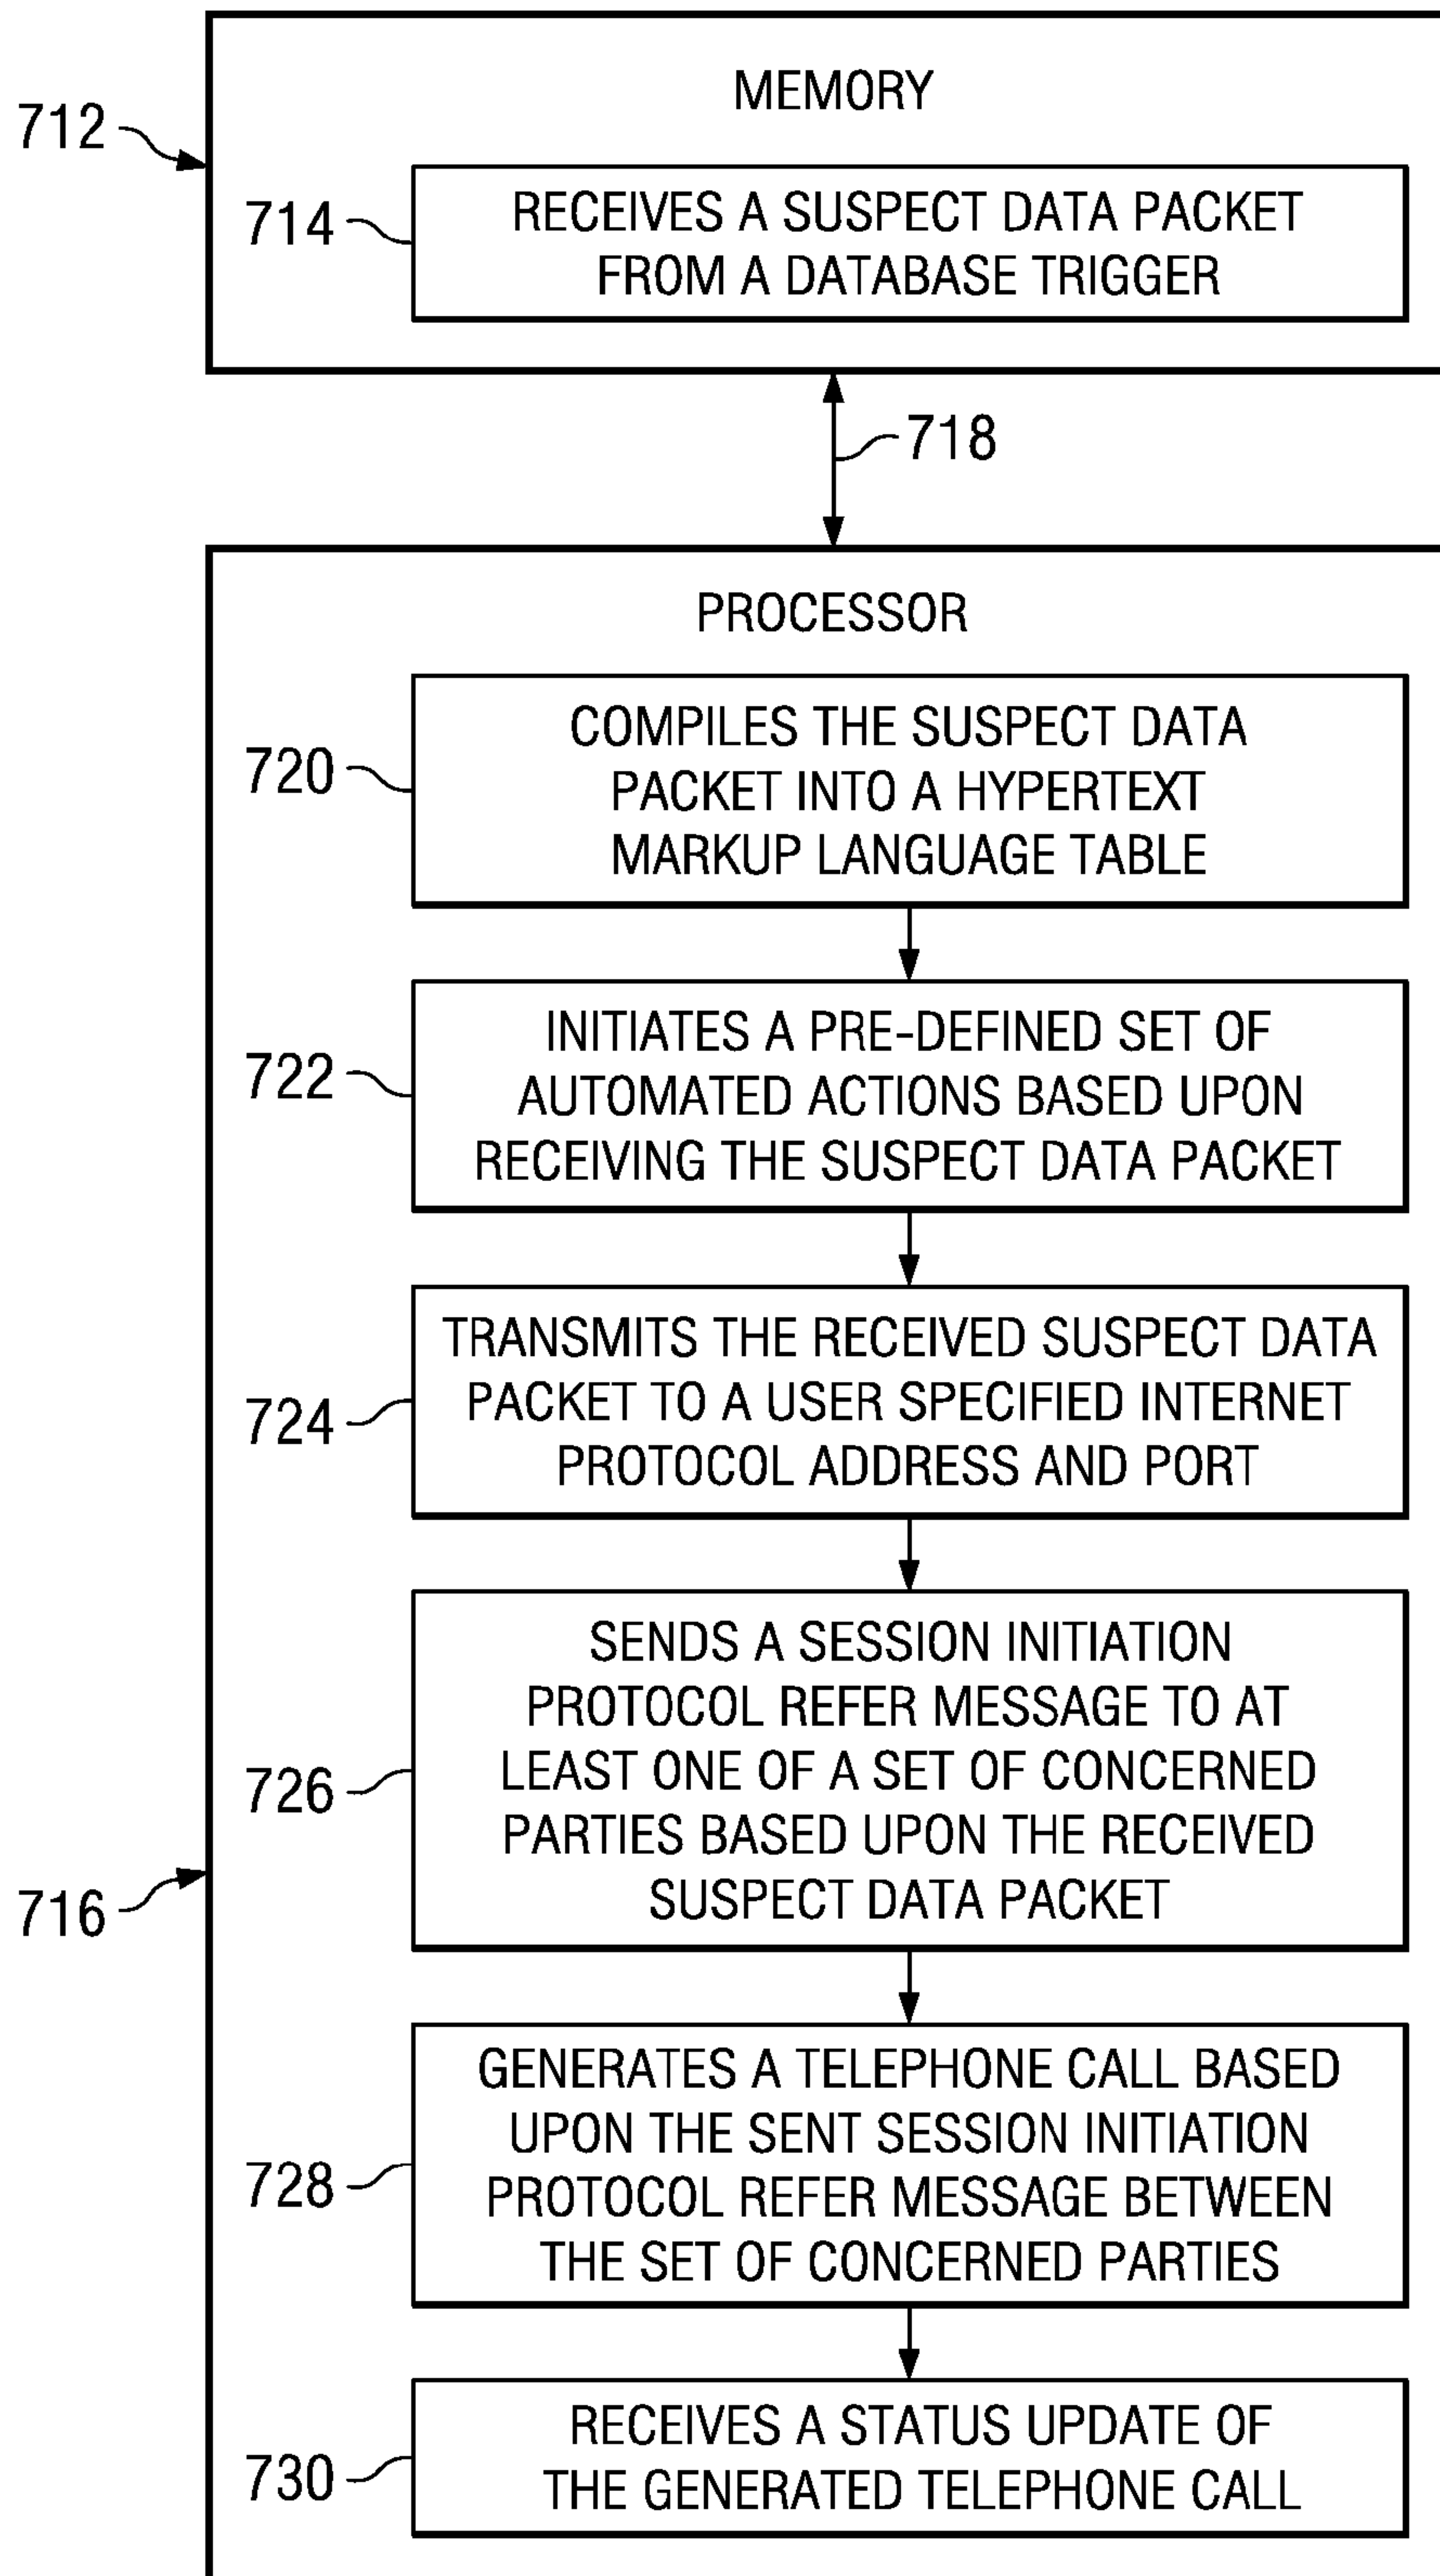 MEMORY
712
714
RECEIVES A SUSPECT DATA PACKET
FROM A DATABASE TRIGGER
718
PROCESSOR
720
COMPILES THE SUSPECT DATA
PACKET INTO A HYPERTEXT
MARKUP LANGUAGE TABLE
722
INITIATES A PRE-DEFINED SET OF
AUTOMATED ACTIONS BASED UPON
RECEIVING THE SUSPECT DATA PACKET
724
TRANSMITS THE RECEIVED SUSPECT DATA
PACKET TO A USER SPECIFIED INTERNET
PROTOCOL ADDRESS AND PORT
726
SENDS A SESSION INITIATION
PROTOCOL REFER MESSAGE TO AT
LEAST ONE OF A SET OF CONCERNED
PARTIES BASED UPON THE RECEIVED
SUSPECT DATA PACKET
716
728
GENERATES A TELEPHONE CALL BASED
UPON THE SENT SESSION INITIATION
PROTOCOL REFER MESSAGE BETWEEN
THE SET OF CONCERNED PARTIES
730
RECEIVES A STATUS UPDATE OF
THE GENERATED TELEPHONE CALL